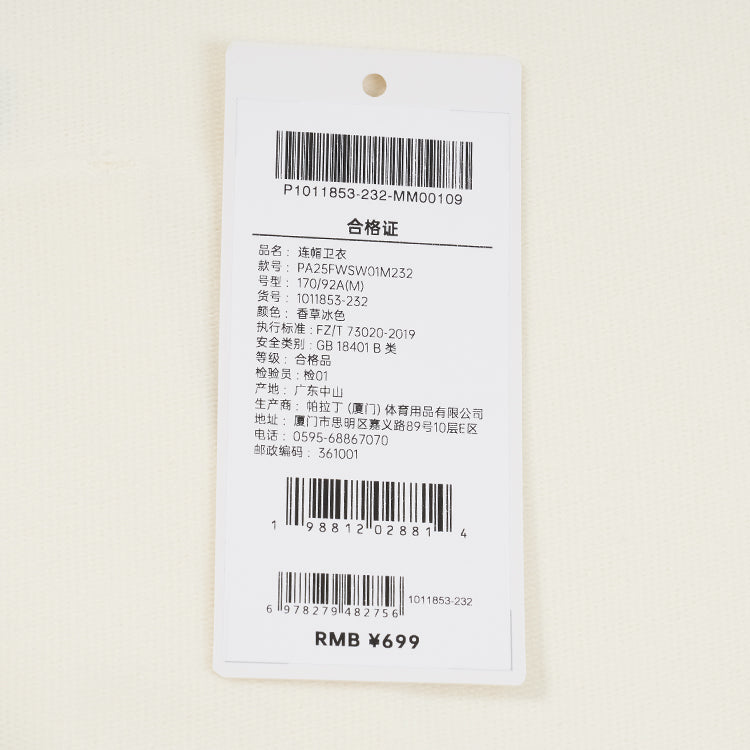 P1011853-232-MM00109
合格证
品名： 连帽卫衣
款号： PA25FWSW01M232
号型： 170/92A(M)
货号： 1011853-232
颜色： 香草冰色
执行标准：FZ/T 73020-2019
安全类别：GB 18401 B 类
等级： 合格品
检验员：检01
产地： 广东中山
生产商： 帕拉丁 (厦门) 体育用品有限公司
地址： 厦门市思明区嘉义路89号10层E区
电话： 0595-68867070
邮政编码： 361001
1 98812 02881 4
6 978279 482756
1011853-232
RMB ¥699